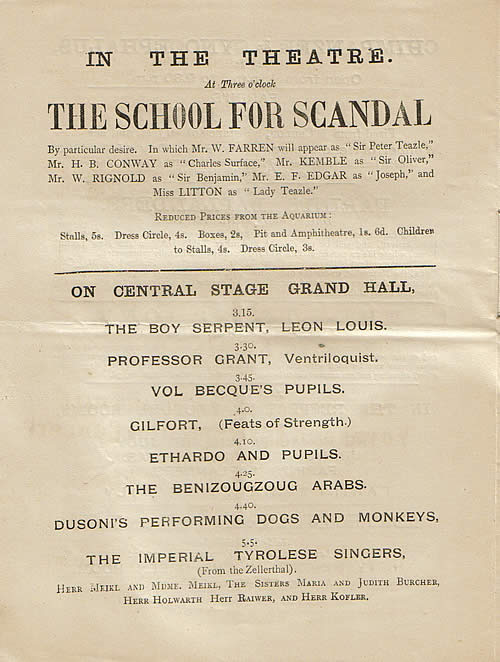 IN THE THEATRE.
At Three o'clock
THE SCHOOL FOR SCANDAL
By particular desire. In which Mr. W. FARREN will appear as "Sir Peter Teazle,"
Mr. H. B. CONWAY as "Charles Surface," Mr. KEMBLE as "Sir Oliver,"
Mr. W. RIGNOLD as "Sir Benjamin," Mr. E. F. EDGAR as "Joseph," and
Miss LITTON as "Lady Teazle."
REDUCED PRICES FROM THE AQUARIUM:
Stalls, 5s. Dress Circle, 4s. Boxes, 2s, Pit and Amphitheatre, 1s. 6d. Children
to Stalls, 4s. Dress Circle, 3s.
ON CENTRAL STAGE GRAND HALL,
3.15.
THE BOY SERPENT, LEON LOUIS.
3.30.
PROFESSOR GRANT, Ventriloquist.
3.45.
VOL BECQUE'S PUPILS.
4.0.
GILFORT, (Feats of Strength.)
4.10.
ETHARDO AND PUPILS.
4.25.
THE BENIZOUGZOUG ARABS.
4.40.
DUSONI'S PERFORMING DOGS AND MONKEYS,
5.5.
THE IMPERIAL TYROLESE SINGERS,
(From the Zellerthal).
HERR MEIKL AND MDME. MEIKL, THE SISTERS MARIA AND JUDITH BURCHER,
HERR HOLWARTH HERR RAIWER, AND HERR KOFLER.